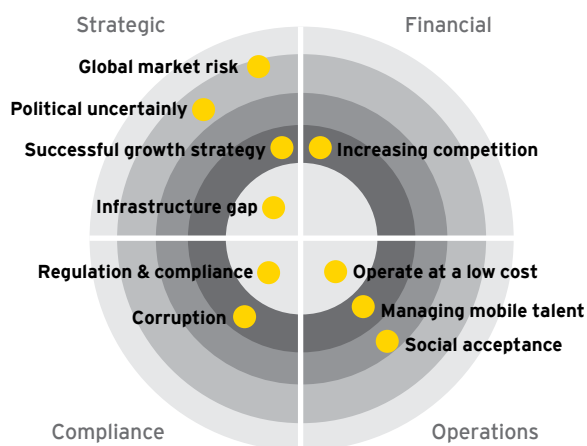 Strategic
Financial
Global market risk
Political uncertainly
Successful growth strategy
Increasing competition
Infrastructure gap
Regulation & compliance
Operate at a low cost
Managing mobile talent
Corruption
Social acceptance
Compliance
Operations